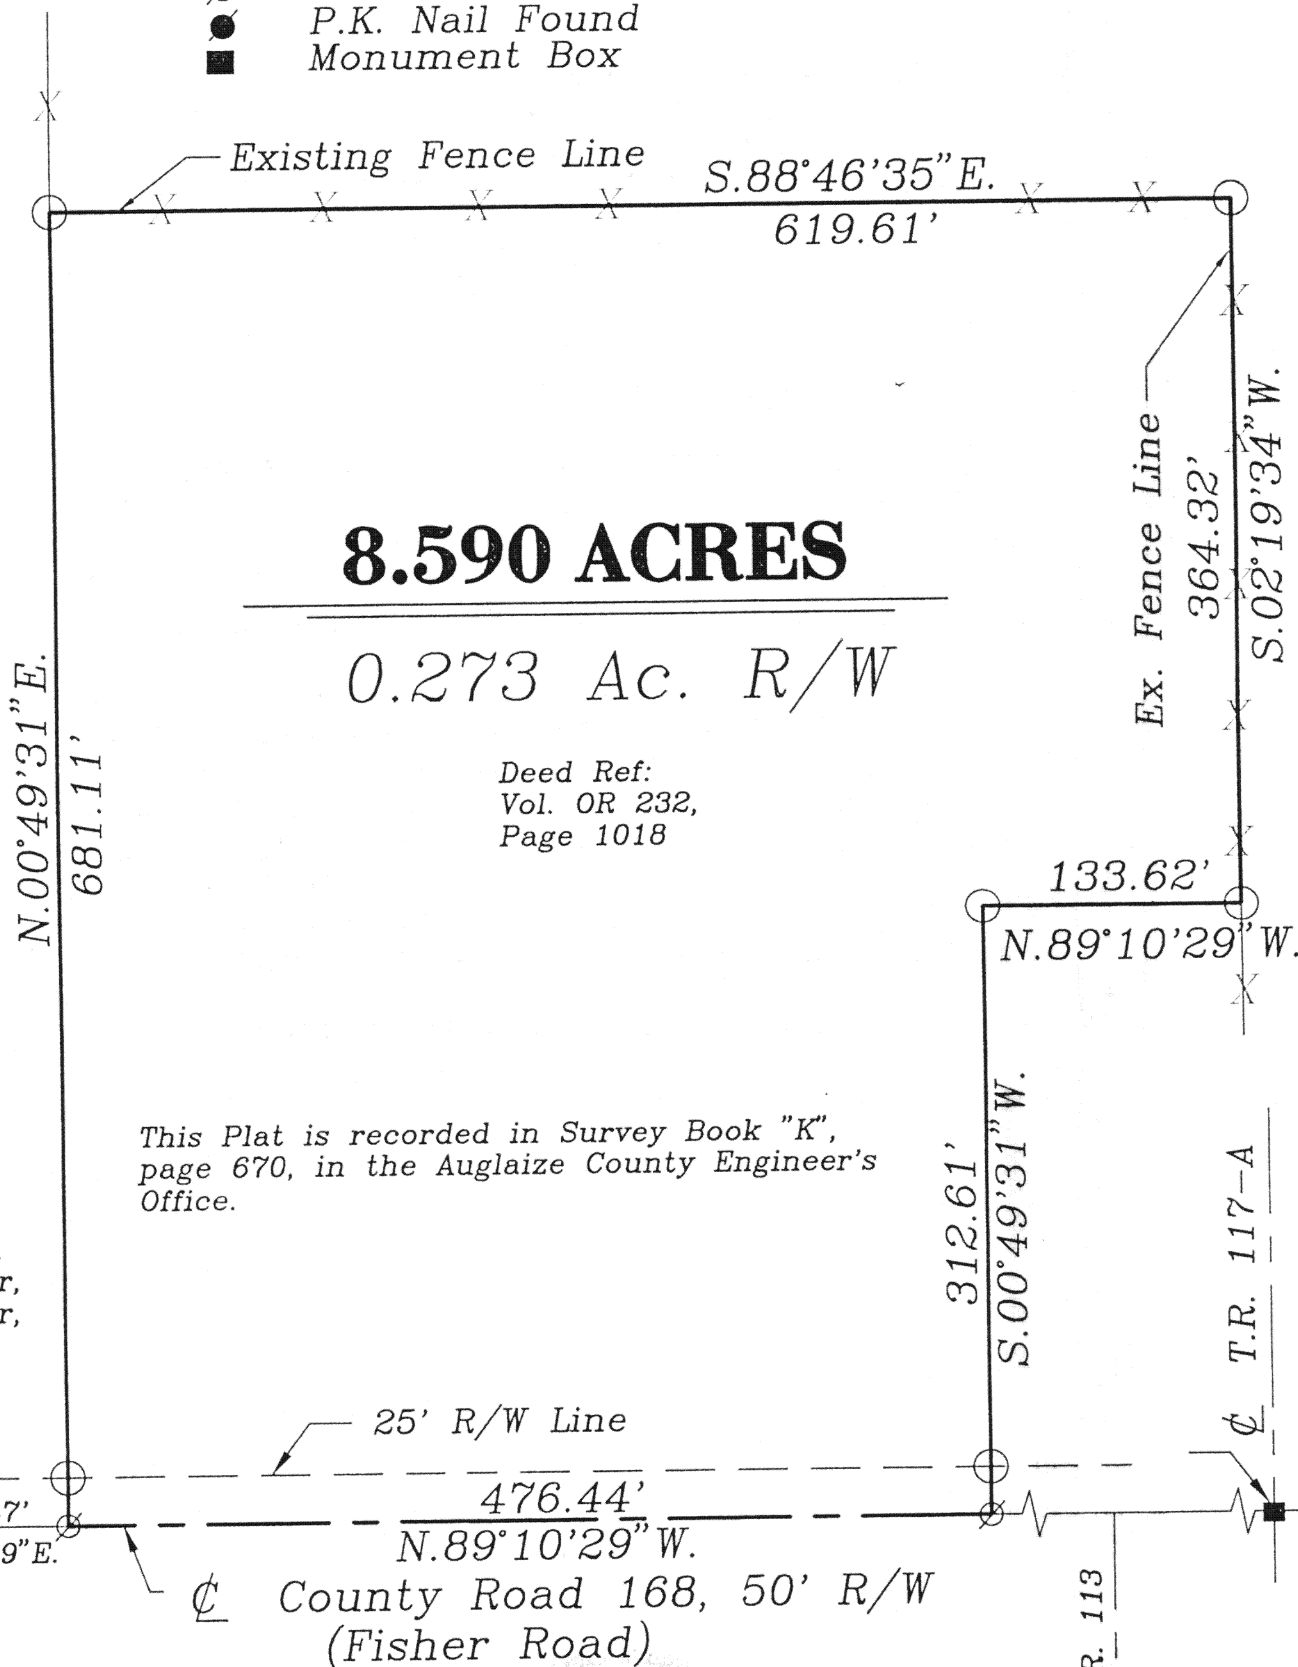 P.K. Nail Found
Monument Box
Existing Fence Line
S.88°46'35"E.
619.61'
Ex. Fence Line
364.32'
S.02°19'34"W.
8.590 ACRES
0.273 Ac. R/W
N.00°49'31"E.
681.11'
Deed Ref:
Vol. OR 232,
Page 1018
133.62'
N.89°10'29"W.
This Plat is recorded in Survey Book "K",
page 670, in the Auglaize County Engineer's
Office.
312.61'
S.00°49'31"W.
℄ T.R. 117-A
r,
r,
25' R/W Line
476.44'
N.89°10'29"W.
7'
9"E.
℄ County Road 168, 50' R/W
(Fisher Road)
R. 113